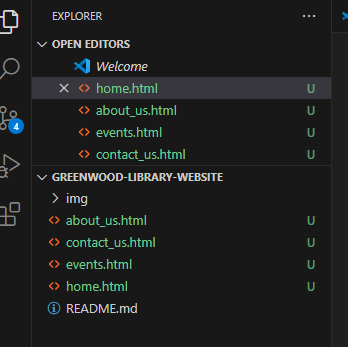 EXPLORER
...
OPEN EDITORS
Welcome
home.html U
about_us.html U
events.html U
contact_us.html U
4
GREENWOOD-LIBRARY-WEBSITE
img
about_us.html U
contact_us.html U
events.html U
home.html U
README.md